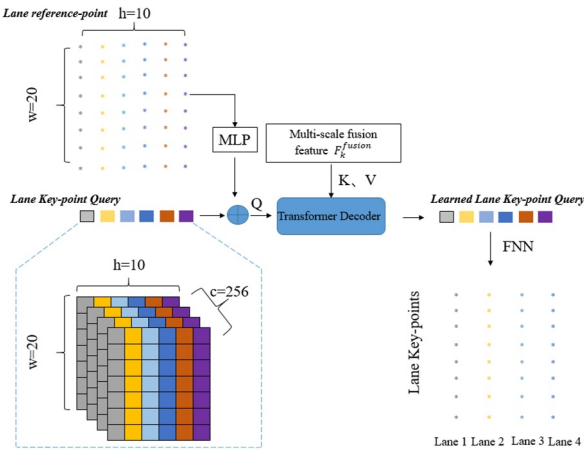 Lane reference-point
h=10
w=20
MLP
Multi-scale fusion
feature F_k^{fusion}
K、V
Lane Key-point Query
Q
Transformer Decoder
Learned Lane Key-point Query
FNN
h=10
c=256
w=20
Lane Key-points
Lane 1 Lane 2 Lane 3 Lane 4